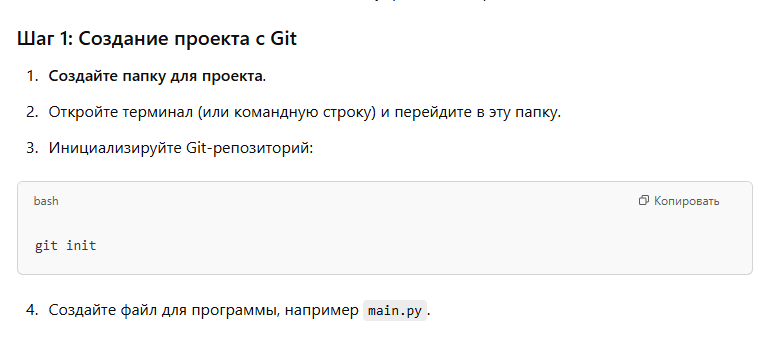 Шаг 1: Создание проекта с Git
1. Создайте папку для проекта.
2. Откройте терминал (или командную строку) и перейдите в эту папку.
3. Инициализируйте Git-репозиторий:
bash
Копировать
git init
4. Создайте файл для программы, например main.py.